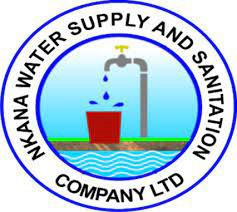 NKANA WATER SUPPLY AND SANITATION
COMPANY LTD